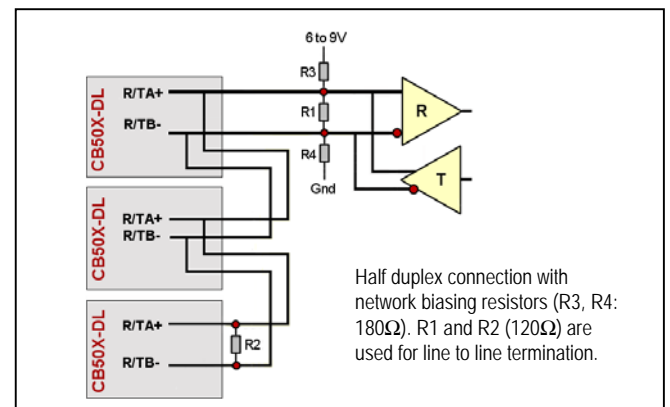 6 to 9V
R3
CB50X-DL
R/TA+
R1
R
R/TB-
R4
T
Gnd
CB50X-DL
R/TA+
R/TB-
Half duplex connection with
network biasing resistors (R3, R4:
180Ω). R1 and R2 (120Ω) are
used for line to line termination.
CB50X-DL
R/TA+
R2
R/TB-